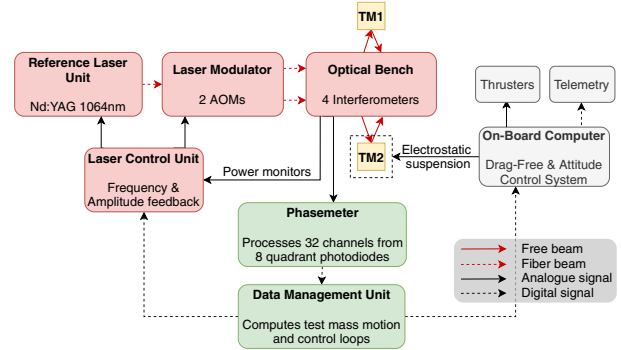 TM1
Reference Laser
Unit
Nd:YAG 1064nm
Laser Modulator
2 AOMs
Optical Bench
4 Interferometers
Thrusters
Telemetry
TM2
Electrostatic
suspension
On-Board Computer
Drag-Free & Attitude
Control System
Laser Control Unit
Frequency &
Amplitude feedback
Power monitors
Phasemeter
Processes 32 channels from
8 quadrant photodiodes
Data Management Unit
Computes test mass motion
and control loops
Free beam
Fiber beam
Analogue signal
Digital signal